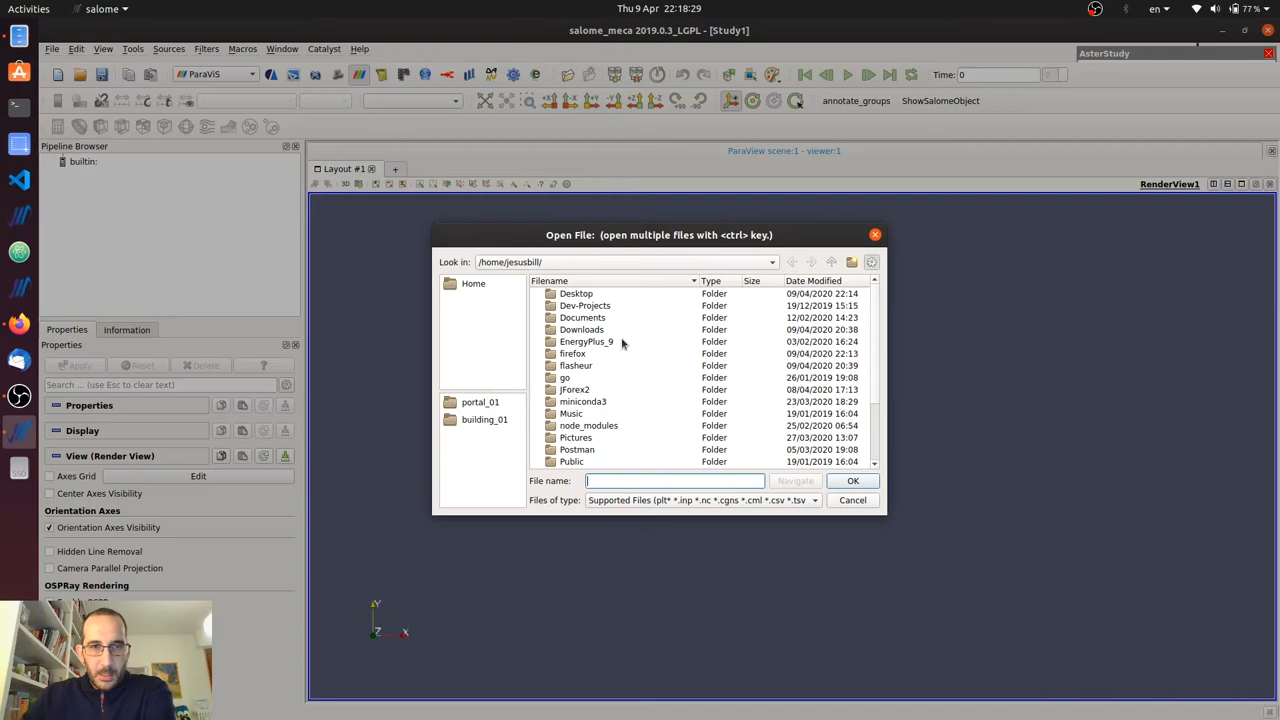 Activities salome Thu 9 Apr 22:18:29 en 77 %
salome_meca 2019.0.3_LGPL - [Study1]
File Edit View Tools Sources Filters Macros Window Catalyst Help
AsterStudy
ParaViS Time: 0
annotate_groups ShowSalomeObject
Pipeline Browser
ParaView scene:1 - viewer:1
builtin:
Layout #1 +
3D RenderView1
Open File: (open multiple files with <ctrl> key.)
Look in: /home/jesusbill/
Home
Filename Type Size Date Modified
Desktop Folder 09/04/2020 22:14
Dev-Projects Folder 19/12/2019 15:15
Documents Folder 12/02/2020 14:23
Downloads Folder 09/04/2020 20:38
EnergyPlus_9 Folder 03/02/2020 16:24
firefox Folder 09/04/2020 22:13
flasheur Folder 09/04/2020 20:39
go Folder 26/01/2019 19:08
JForex2 Folder 08/04/2020 17:13
miniconda3 Folder 23/03/2020 18:29
Music Folder 19/01/2019 16:04
node_modules Folder 25/02/2020 06:54
Pictures Folder 27/03/2020 13:07
Postman Folder 05/03/2020 19:08
Public Folder 19/01/2019 16:04
portal_01
building_01
File name: Navigate OK
Files of type: Supported Files (plt* *.inp *.nc *.cgns *.cml *.csv *.tsv Cancel
Properties Information
Properties
Apply Reset Delete ?
Search ... (use Esc to clear text)
Properties
Display
View (Render View)
Axes Grid Edit
Center Axes Visibility
Orientation Axes
Orientation Axes Visibility
Hidden Line Removal
Camera Parallel Projection
OSPRay Rendering
Y
Z X
SSD